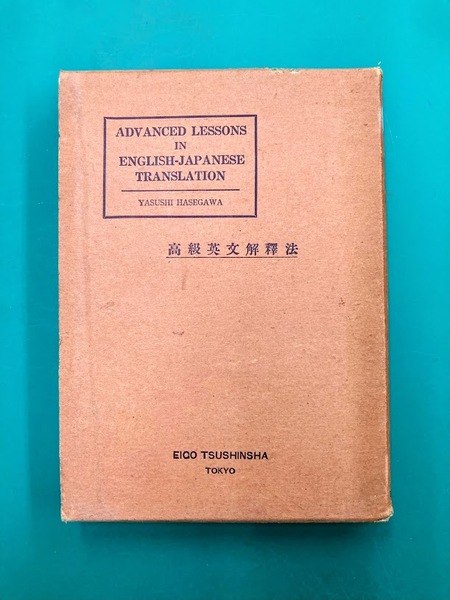 ADVANCED LESSONS
IN
ENGLISH-JAPANESE
TRANSLATION
YASUSHI HASEGAWA
高級英文解釋法
EIGO TSUSHINSHA
TOKYO